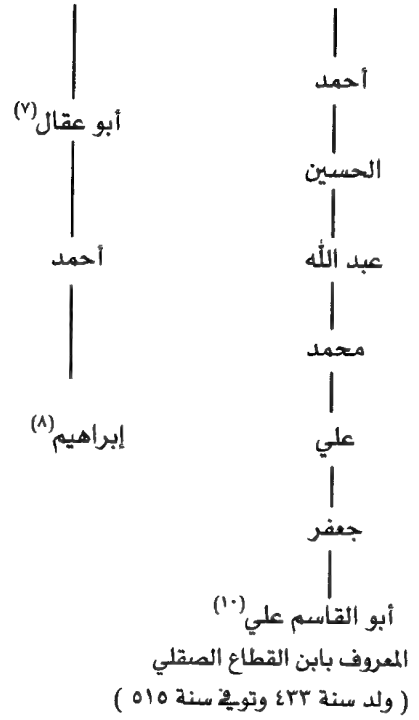 أحمد
أبو عقال(٧)
الحسين
عبد الله
أحمد
محمد
علي
إبراهيم(٨)
جعفر
أبو القاسم علي(١٠)
المعروف بابن القطاع الصقلي
( ولد سنة ٤٣٣ وتوفي سنة ٥١٥ )